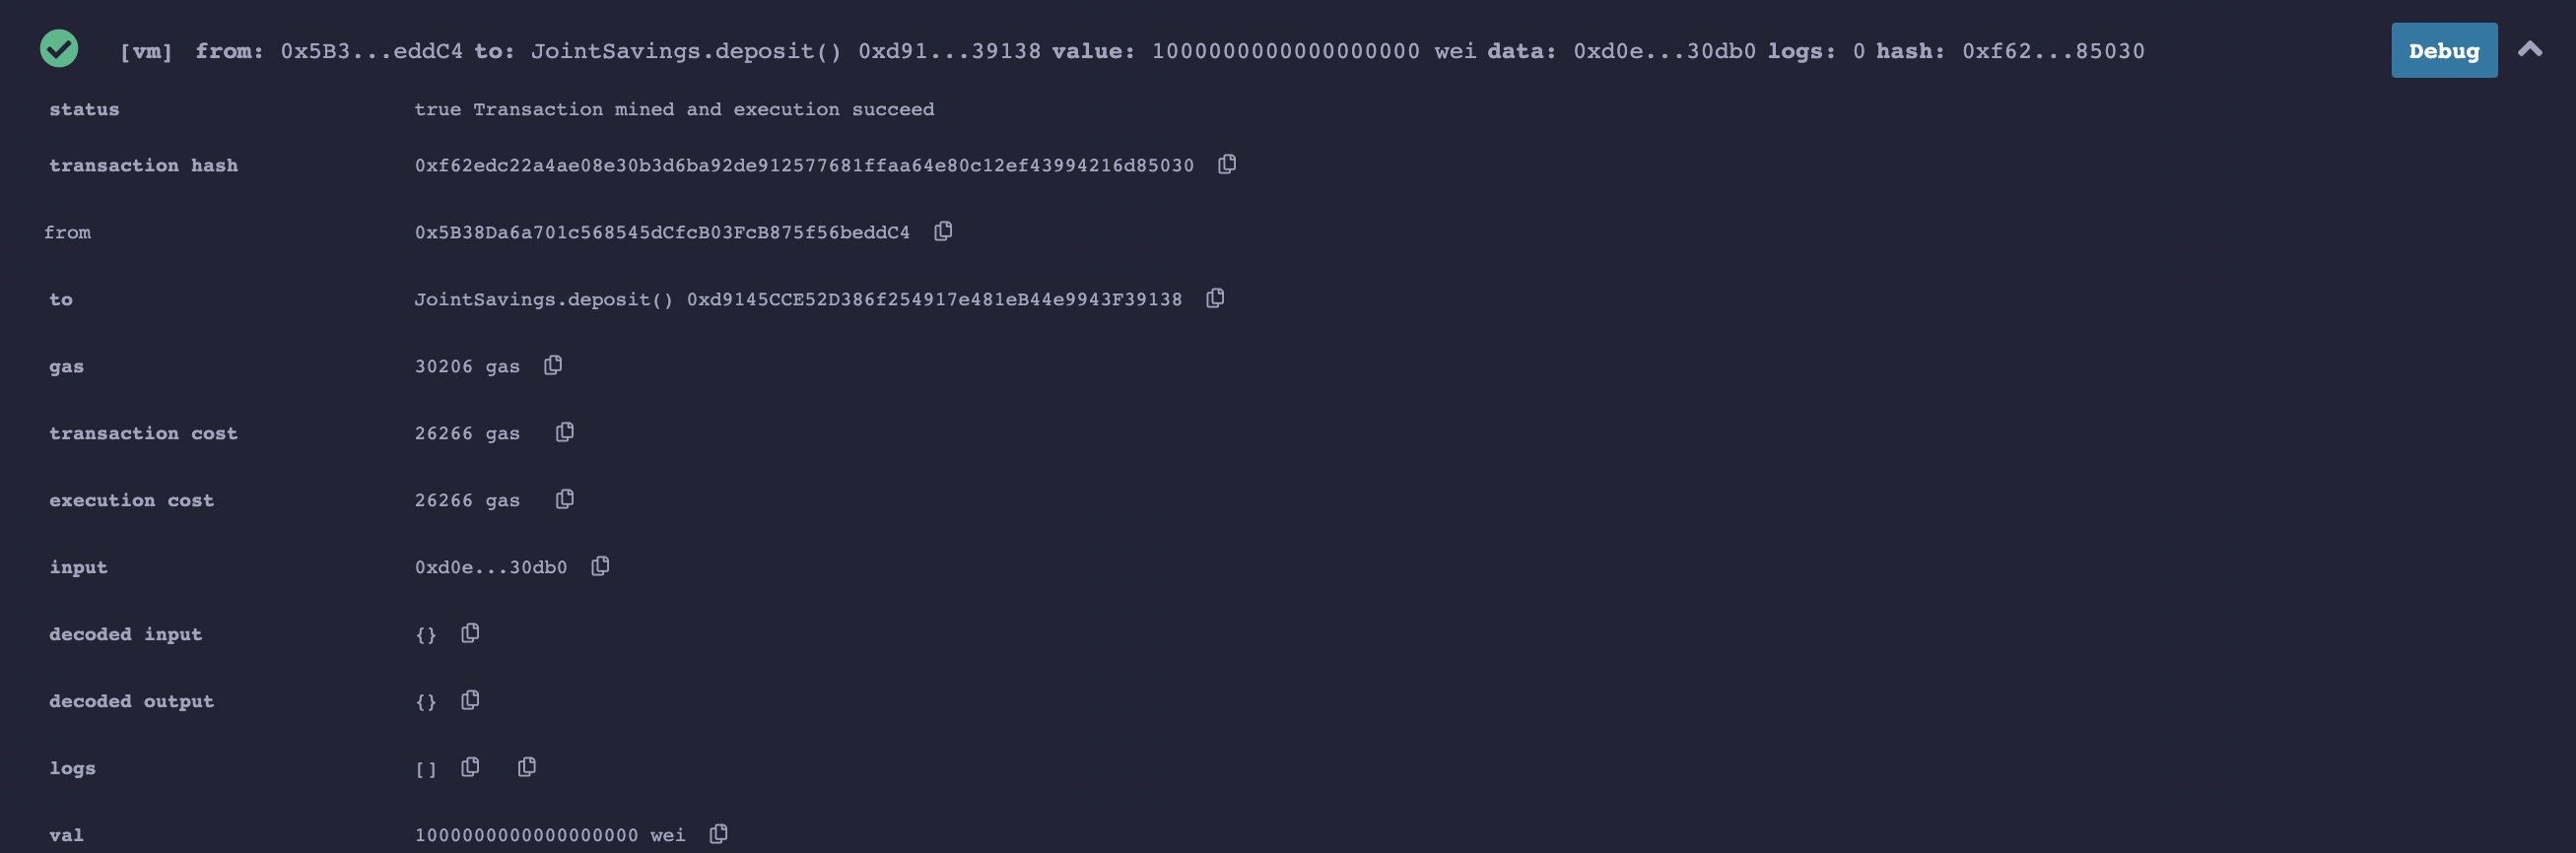 [vm] from: 0x5B3...eddC4 to: JointSavings.deposit() 0xd91...39138 value: 1000000000000000000 wei data: 0xd0e...30db0 logs: 0 hash: 0xf62...85030 Debug
status true Transaction mined and execution succeed
transaction hash 0xf62edc22a4ae08e30b3d6ba92de912577681ffaa64e80c12ef43994216d85030
from 0x5B38Da6a701c568545dCfcB03FcB875f56beddC4
to JointSavings.deposit() 0xd9145CCE52D386f254917e481eB44e9943F39138
gas 30206 gas
transaction cost 26266 gas
execution cost 26266 gas
input 0xd0e...30db0
decoded input {}
decoded output {}
logs []
val 1000000000000000000 wei